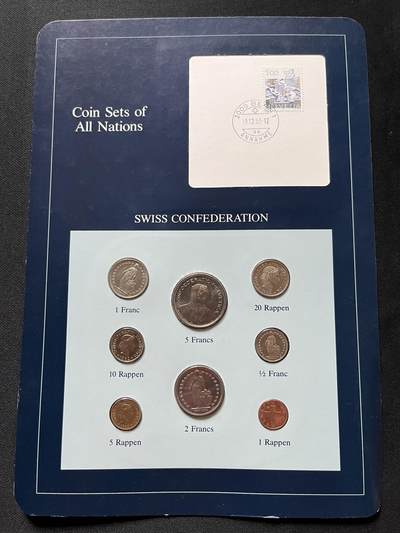 Coin Sets of
All Nations
SWISS CONFEDERATION
1 Franc
5 Francs
20 Rappen
10 Rappen
½ Franc
5 Rappen
2 Francs
1 Rappen